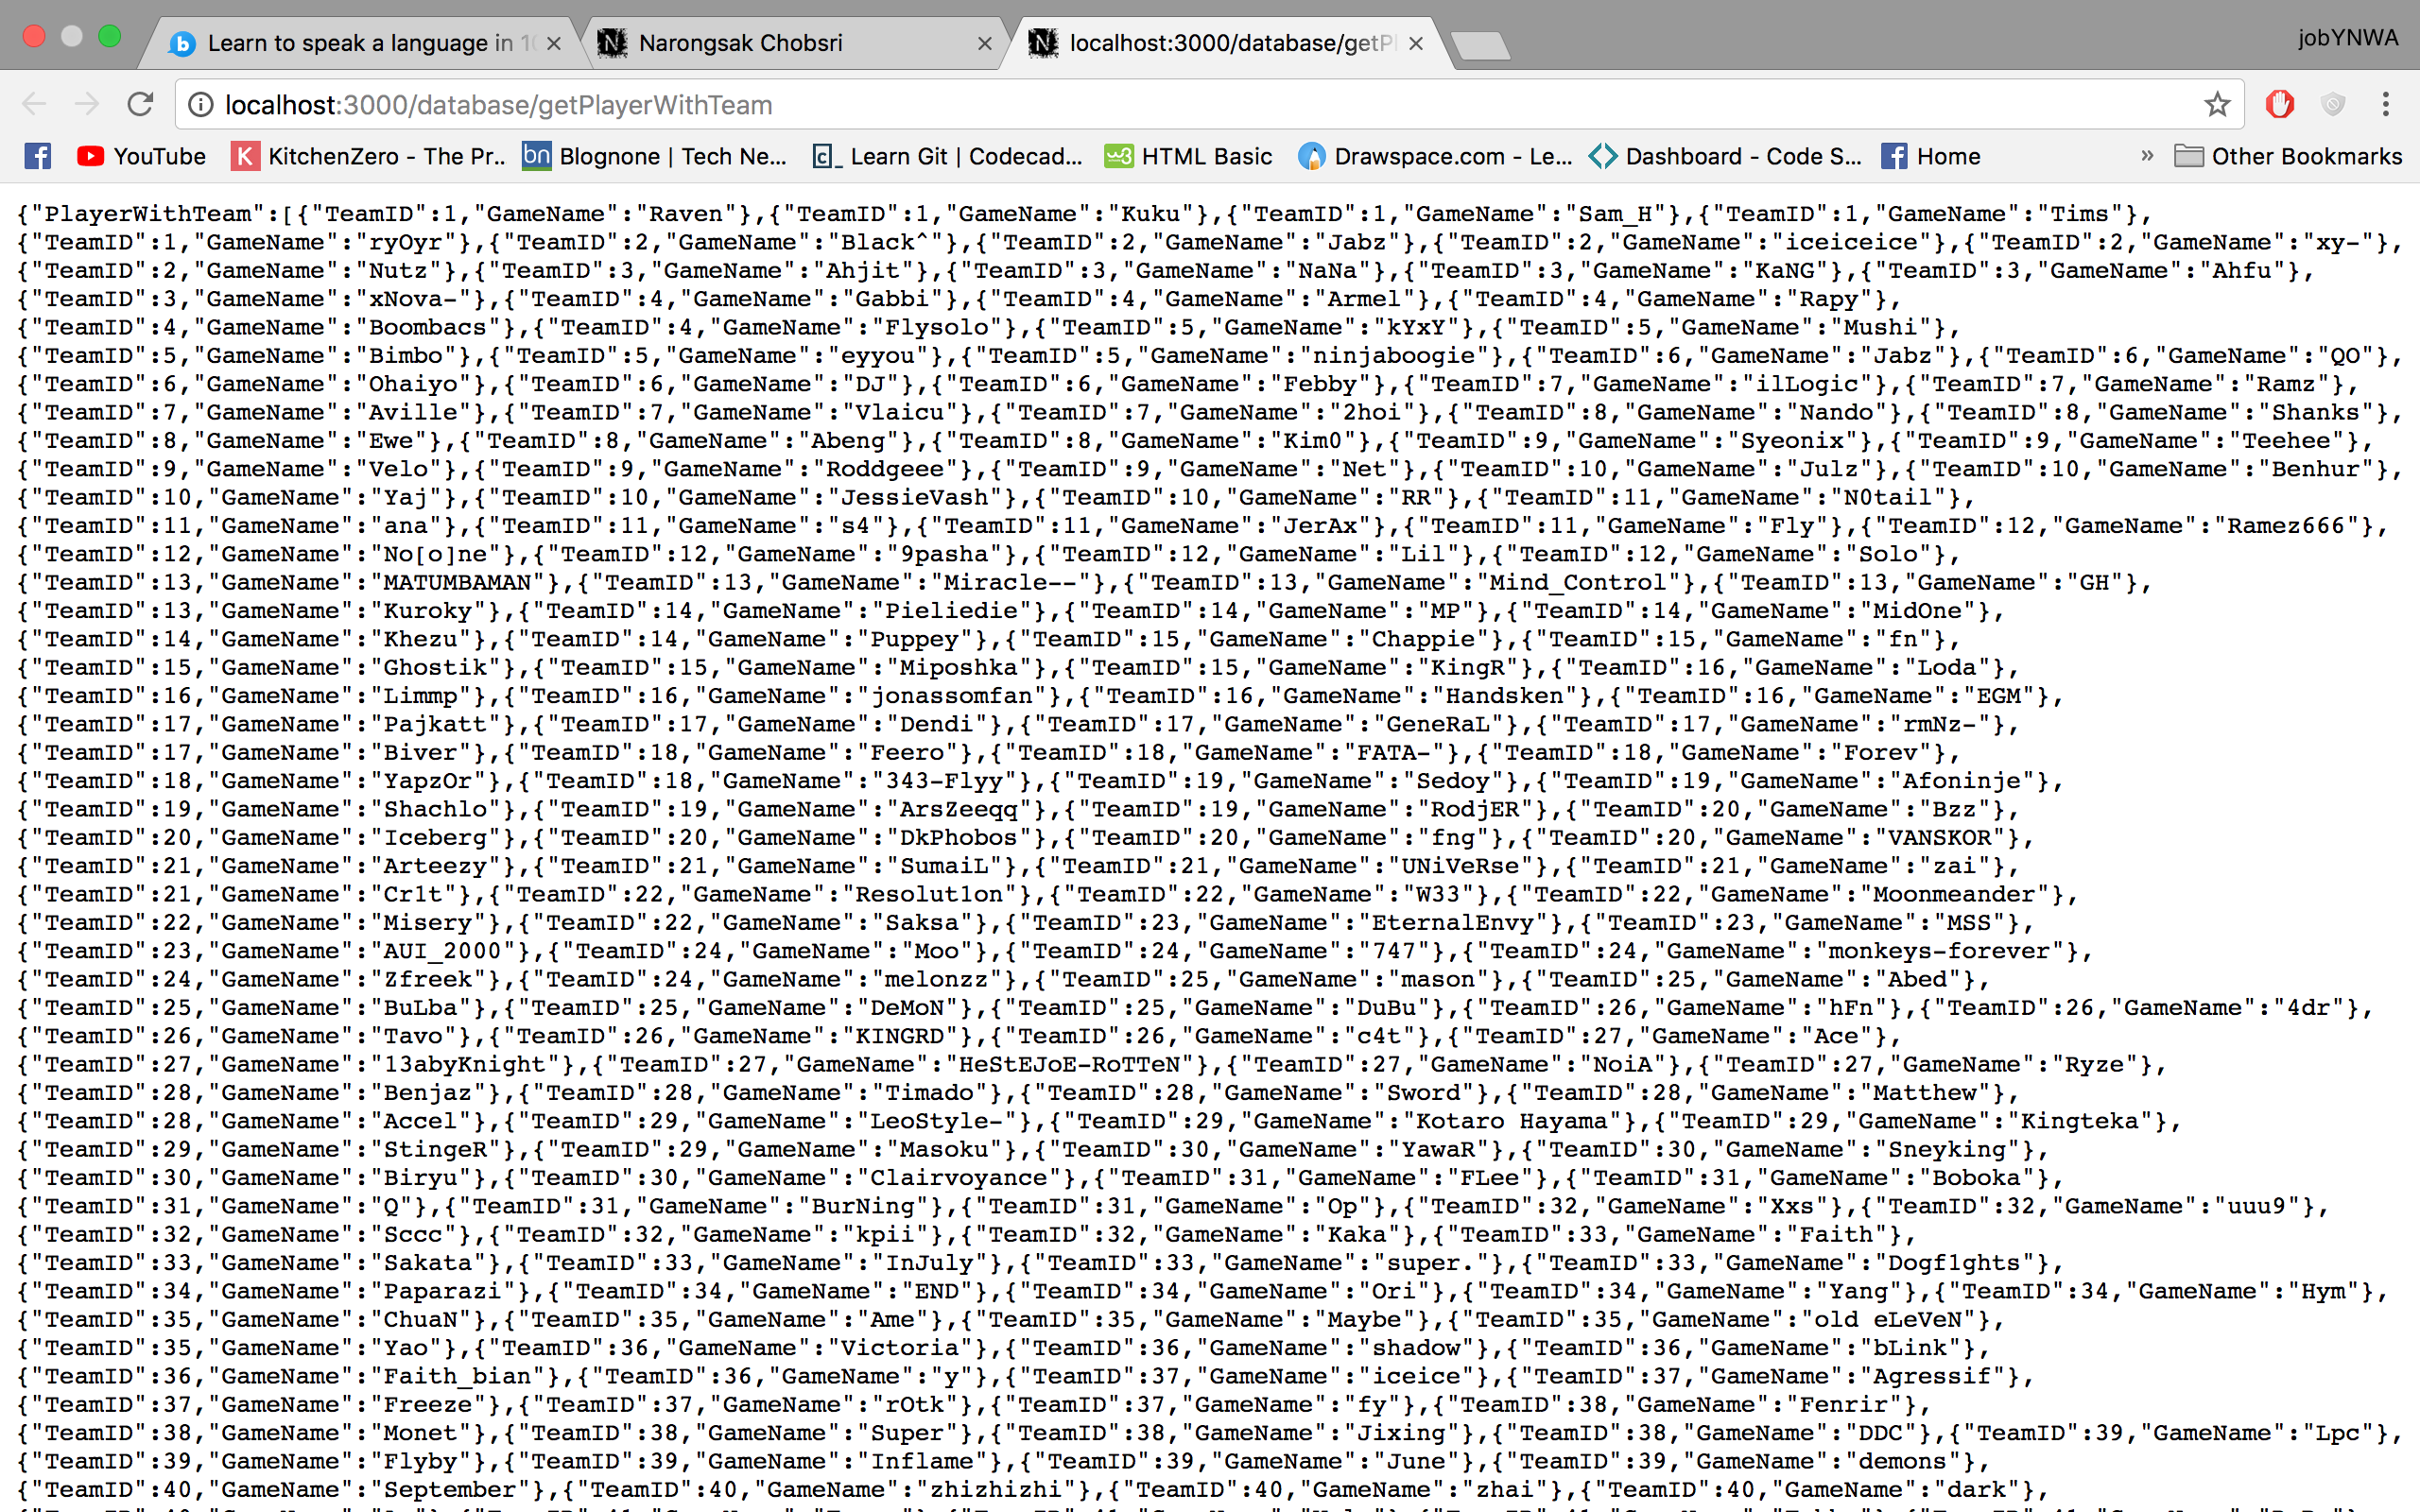 Learn to speak a language in 10
Narongsak Chobsri
localhost:3000/database/getPl
jobYNWA
localhost:3000/database/getPlayerWithTeam
YouTube
KitchenZero - The Pr...
Blognone | Tech Ne...
Learn Git | Codecad...
HTML Basic
Drawspace.com - Le...
Dashboard - Code S...
Home
»
Other Bookmarks
{"PlayerWithTeam":[{"TeamID":1,"GameName":"Raven"},{"TeamID":1,"GameName":"Kuku"},{"TeamID":1,"GameName":"Sam_H"},{"TeamID":1,"GameName":"Tims"},
{"TeamID":1,"GameName":"ryOyr"},{"TeamID":2,"GameName":"Black^"},{"TeamID":2,"GameName":"Jabz"},{"TeamID":2,"GameName":"iceiceice"},{"TeamID":2,"GameName":"xy-"},
{"TeamID":2,"GameName":"Nutz"},{"TeamID":3,"GameName":"Ahjit"},{"TeamID":3,"GameName":"NaNa"},{"TeamID":3,"GameName":"KaNG"},{"TeamID":3,"GameName":"Ahfu"},
{"TeamID":3,"GameName":"xNova-"},{"TeamID":4,"GameName":"Gabbi"},{"TeamID":4,"GameName":"Armel"},{"TeamID":4,"GameName":"Rapy"},
{"TeamID":4,"GameName":"Boombacs"},{"TeamID":4,"GameName":"Flysolo"},{"TeamID":5,"GameName":"kYxY"},{"TeamID":5,"GameName":"Mushi"},
{"TeamID":5,"GameName":"Bimbo"},{"TeamID":5,"GameName":"eyyou"},{"TeamID":5,"GameName":"ninjaboogie"},{"TeamID":6,"GameName":"Jabz"},{"TeamID":6,"GameName":"QO"},
{"TeamID":6,"GameName":"Ohaiyo"},{"TeamID":6,"GameName":"DJ"},{"TeamID":6,"GameName":"Febby"},{"TeamID":7,"GameName":"ilLogic"},{"TeamID":7,"GameName":"Ramz"},
{"TeamID":7,"GameName":"Aville"},{"TeamID":7,"GameName":"Vlaicu"},{"TeamID":7,"GameName":"2hoi"},{"TeamID":8,"GameName":"Nando"},{"TeamID":8,"GameName":"Shanks"},
{"TeamID":8,"GameName":"Ewe"},{"TeamID":8,"GameName":"Abeng"},{"TeamID":8,"GameName":"Kim0"},{"TeamID":9,"GameName":"Syeonix"},{"TeamID":9,"GameName":"Teehee"},
{"TeamID":9,"GameName":"Velo"},{"TeamID":9,"GameName":"Roddgeee"},{"TeamID":9,"GameName":"Net"},{"TeamID":10,"GameName":"Julz"},{"TeamID":10,"GameName":"Benhur"},
{"TeamID":10,"GameName":"Yaj"},{"TeamID":10,"GameName":"JessieVash"},{"TeamID":10,"GameName":"RR"},{"TeamID":11,"GameName":"N0tail"},
{"TeamID":11,"GameName":"ana"},{"TeamID":11,"GameName":"s4"},{"TeamID":11,"GameName":"JerAx"},{"TeamID":11,"GameName":"Fly"},{"TeamID":12,"GameName":"Ramez666"},
{"TeamID":12,"GameName":"No[o]ne"},{"TeamID":12,"GameName":"9pasha"},{"TeamID":12,"GameName":"Lil"},{"TeamID":12,"GameName":"Solo"},
{"TeamID":13,"GameName":"MATUMBAMAN"},{"TeamID":13,"GameName":"Miracle--"},{"TeamID":13,"GameName":"Mind_Control"},{"TeamID":13,"GameName":"GH"},
{"TeamID":13,"GameName":"Kuroky"},{"TeamID":14,"GameName":"Pieliedie"},{"TeamID":14,"GameName":"MP"},{"TeamID":14,"GameName":"MidOne"},
{"TeamID":14,"GameName":"Khezu"},{"TeamID":14,"GameName":"Puppey"},{"TeamID":15,"GameName":"Chappie"},{"TeamID":15,"GameName":"fn"},
{"TeamID":15,"GameName":"Ghostik"},{"TeamID":15,"GameName":"Miposhka"},{"TeamID":15,"GameName":"KingR"},{"TeamID":16,"GameName":"Loda"},
{"TeamID":16,"GameName":"Limmp"},{"TeamID":16,"GameName":"jonassomfan"},{"TeamID":16,"GameName":"Handsken"},{"TeamID":16,"GameName":"EGM"},
{"TeamID":17,"GameName":"Pajkatt"},{"TeamID":17,"GameName":"Dendi"},{"TeamID":17,"GameName":"GeneRaL"},{"TeamID":17,"GameName":"rmNz-"},
{"TeamID":17,"GameName":"Biver"},{"TeamID":18,"GameName":"Feero"},{"TeamID":18,"GameName":"FATA-"},{"TeamID":18,"GameName":"Forev"},
{"TeamID":18,"GameName":"YapzOr"},{"TeamID":18,"GameName":"343-Flyy"},{"TeamID":19,"GameName":"Sedoy"},{"TeamID":19,"GameName":"Afoninje"},
{"TeamID":19,"GameName":"Shachlo"},{"TeamID":19,"GameName":"ArsZeeqq"},{"TeamID":19,"GameName":"RodjER"},{"TeamID":20,"GameName":"Bzz"},
{"TeamID":20,"GameName":"Iceberg"},{"TeamID":20,"GameName":"DkPhobos"},{"TeamID":20,"GameName":"fng"},{"TeamID":20,"GameName":"VANSKOR"},
{"TeamID":21,"GameName":"Arteezy"},{"TeamID":21,"GameName":"SumaiL"},{"TeamID":21,"GameName":"UNiVeRse"},{"TeamID":21,"GameName":"zai"},
{"TeamID":21,"GameName":"Cr1t"},{"TeamID":22,"GameName":"Resolut1on"},{"TeamID":22,"GameName":"W33"},{"TeamID":22,"GameName":"Moonmeander"},
{"TeamID":22,"GameName":"Misery"},{"TeamID":22,"GameName":"Saksa"},{"TeamID":23,"GameName":"EternalEnvy"},{"TeamID":23,"GameName":"MSS"},
{"TeamID":23,"GameName":"AUI_2000"},{"TeamID":24,"GameName":"Moo"},{"TeamID":24,"GameName":"747"},{"TeamID":24,"GameName":"monkeys-forever"},
{"TeamID":24,"GameName":"Zfreek"},{"TeamID":24,"GameName":"melonzz"},{"TeamID":25,"GameName":"mason"},{"TeamID":25,"GameName":"Abed"},
{"TeamID":25,"GameName":"BuLba"},{"TeamID":25,"GameName":"DeMoN"},{"TeamID":25,"GameName":"DuBu"},{"TeamID":26,"GameName":"hFn"},{"TeamID":26,"GameName":"4dr"},
{"TeamID":26,"GameName":"Tavo"},{"TeamID":26,"GameName":"KINGRD"},{"TeamID":26,"GameName":"c4t"},{"TeamID":27,"GameName":"Ace"},
{"TeamID":27,"GameName":"13abyKnight"},{"TeamID":27,"GameName":"HeStEJoE-RoTTeN"},{"TeamID":27,"GameName":"NoiA"},{"TeamID":27,"GameName":"Ryze"},
{"TeamID":28,"GameName":"Benjaz"},{"TeamID":28,"GameName":"Timado"},{"TeamID":28,"GameName":"Sword"},{"TeamID":28,"GameName":"Matthew"},
{"TeamID":28,"GameName":"Accel"},{"TeamID":29,"GameName":"LeoStyle-"},{"TeamID":29,"GameName":"Kotaro Hayama"},{"TeamID":29,"GameName":"Kingteka"},
{"TeamID":29,"GameName":"StingeR"},{"TeamID":29,"GameName":"Masoku"},{"TeamID":30,"GameName":"YawaR"},{"TeamID":30,"GameName":"Sneyking"},
{"TeamID":30,"GameName":"Biryu"},{"TeamID":30,"GameName":"Clairvoyance"},{"TeamID":31,"GameName":"FLee"},{"TeamID":31,"GameName":"Boboka"},
{"TeamID":31,"GameName":"Q"},{"TeamID":31,"GameName":"BurNing"},{"TeamID":31,"GameName":"Op"},{"TeamID":32,"GameName":"Xxs"},{"TeamID":32,"GameName":"uuu9"},
{"TeamID":32,"GameName":"Sccc"},{"TeamID":32,"GameName":"kpii"},{"TeamID":32,"GameName":"Kaka"},{"TeamID":33,"GameName":"Faith"},
{"TeamID":33,"GameName":"Sakata"},{"TeamID":33,"GameName":"InJuly"},{"TeamID":33,"GameName":"super."},{"TeamID":33,"GameName":"Dogf1ghts"},
{"TeamID":34,"GameName":"Paparazi"},{"TeamID":34,"GameName":"END"},{"TeamID":34,"GameName":"Ori"},{"TeamID":34,"GameName":"Yang"},{"TeamID":34,"GameName":"Hym"},
{"TeamID":35,"GameName":"ChuaN"},{"TeamID":35,"GameName":"Ame"},{"TeamID":35,"GameName":"Maybe"},{"TeamID":35,"GameName":"old eLeVeN"},
{"TeamID":35,"GameName":"Yao"},{"TeamID":36,"GameName":"Victoria"},{"TeamID":36,"GameName":"shadow"},{"TeamID":36,"GameName":"bLink"},
{"TeamID":36,"GameName":"Faith_bian"},{"TeamID":36,"GameName":"y"},{"TeamID":37,"GameName":"iceice"},{"TeamID":37,"GameName":"Agressif"},
{"TeamID":37,"GameName":"Freeze"},{"TeamID":37,"GameName":"rOtk"},{"TeamID":37,"GameName":"fy"},{"TeamID":38,"GameName":"Fenrir"},
{"TeamID":38,"GameName":"Monet"},{"TeamID":38,"GameName":"Super"},{"TeamID":38,"GameName":"Jixing"},{"TeamID":38,"GameName":"DDC"},{"TeamID":39,"GameName":"Lpc"},
{"TeamID":39,"GameName":"Flyby"},{"TeamID":39,"GameName":"Inflame"},{"TeamID":39,"GameName":"June"},{"TeamID":39,"GameName":"demons"},
{"TeamID":40,"GameName":"September"},{"TeamID":40,"GameName":"zhizhizhi"},{"TeamID":40,"GameName":"zhai"},{"TeamID":40,"GameName":"dark"},